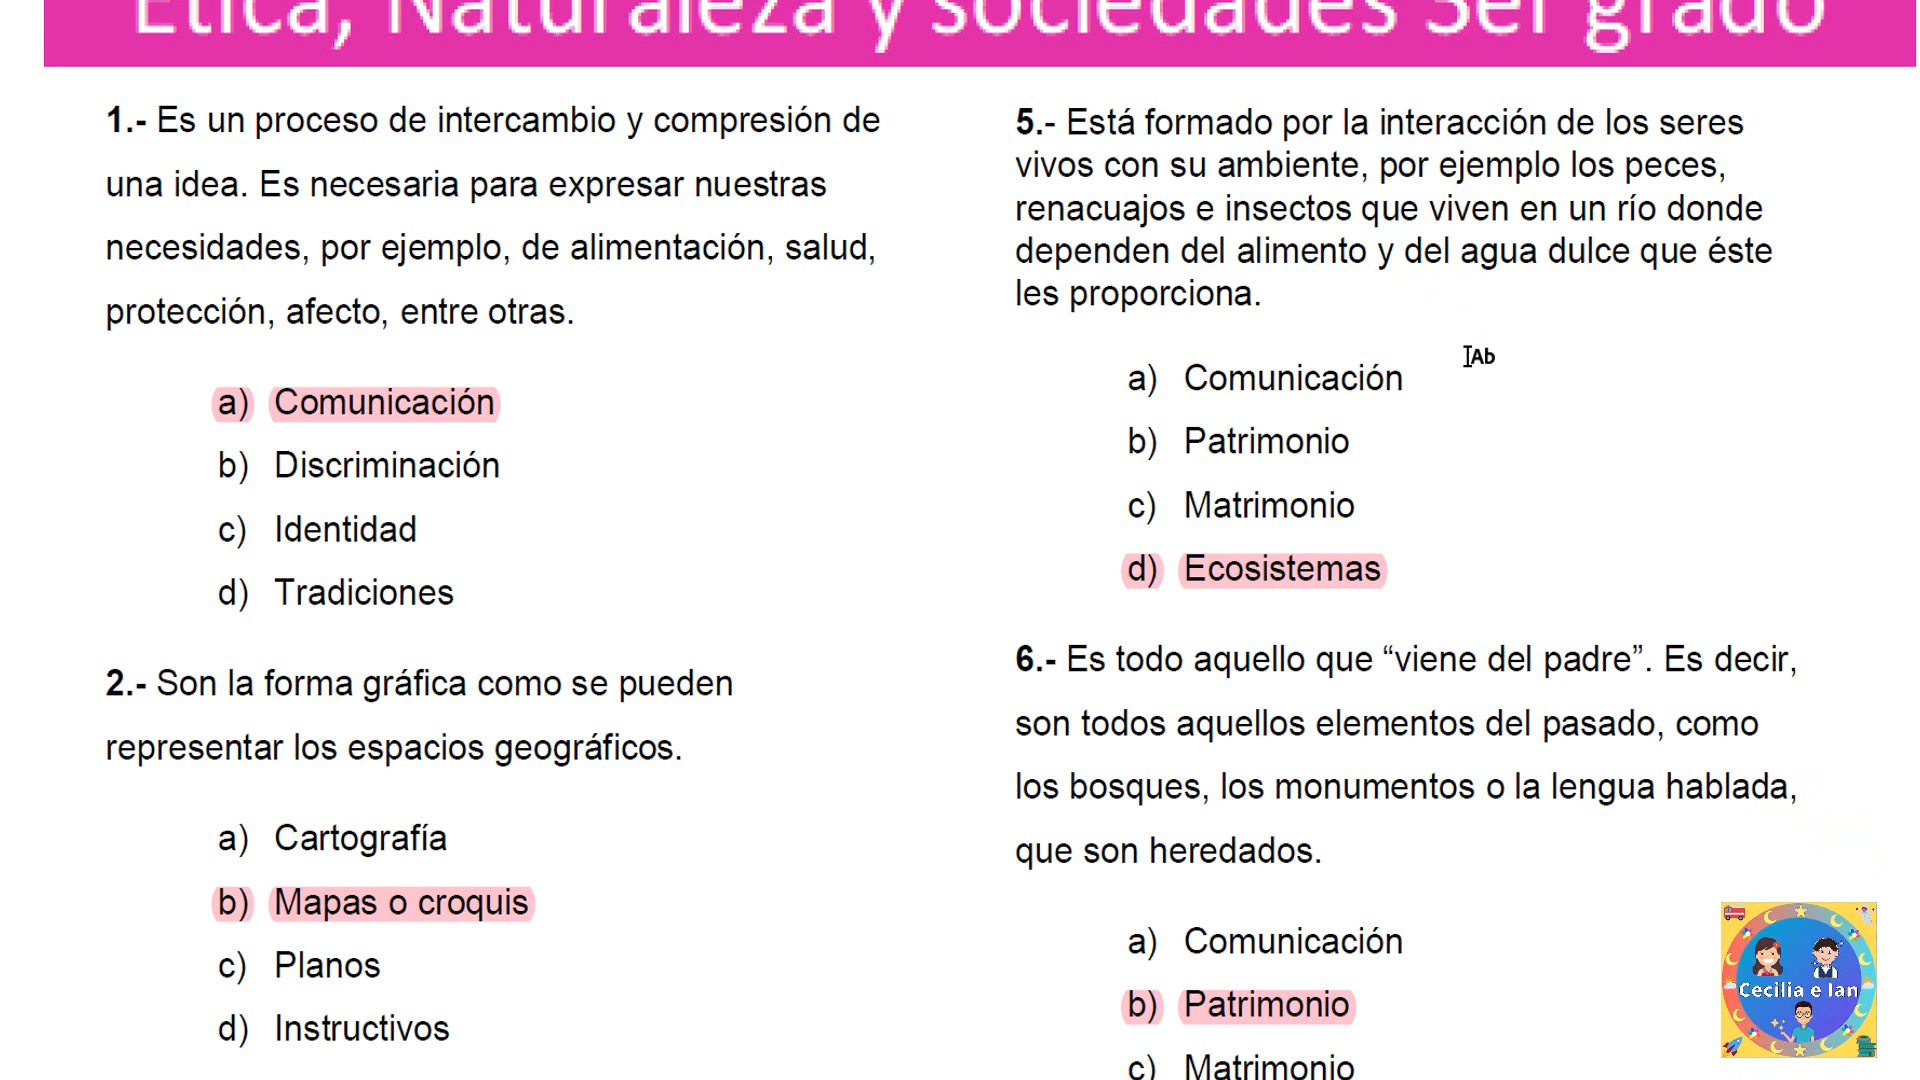 Ética, Naturaleza y sociedades 3er grado
1.- Es un proceso de intercambio y compresión de
una idea. Es necesaria para expresar nuestras
necesidades, por ejemplo, de alimentación, salud,
protección, afecto, entre otras.
a) Comunicación
b) Discriminación
c) Identidad
d) Tradiciones
2.- Son la forma gráfica como se pueden
representar los espacios geográficos.
a) Cartografía
b) Mapas o croquis
c) Planos
d) Instructivos
5.- Está formado por la interacción de los seres
vivos con su ambiente, por ejemplo los peces,
renacuajos e insectos que viven en un río donde
dependen del alimento y del agua dulce que éste
les proporciona.
Ab
a) Comunicación
b) Patrimonio
c) Matrimonio
d) Ecosistemas
6.- Es todo aquello que “viene del padre”. Es decir,
son todos aquellos elementos del pasado, como
los bosques, los monumentos o la lengua hablada,
que son heredados.
a) Comunicación
b) Patrimonio
c) Matrimonio
Cecilia e Ian